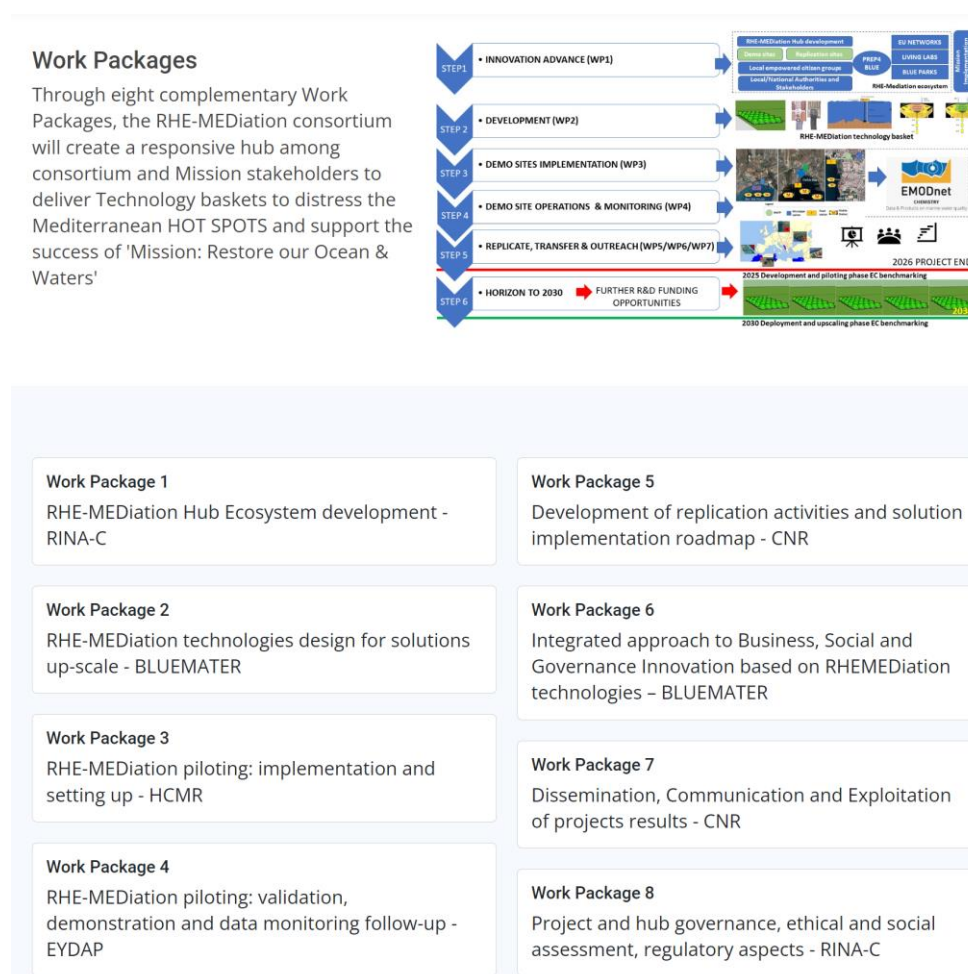 Work Packages
Through eight complementary Work
Packages, the RHE-MEDiation consortium
will create a responsive hub among
consortium and Mission stakeholders to
deliver Technology baskets to distress the
Mediterranean HOT SPOTS and support the
success of 'Mission: Restore our Ocean &
Waters'
STEP1
• INNOVATION ADVANCE (WP1)
RHE-MEDiation Hub development
Demo sites
Replication sites
Local empowered citizen groups
Local/National Authorities and
Stakeholders
PREP4
BLUE
EU NETWORKS
LIVING LABS
BLUE PARKS
Mission
Implementation
RHE-Mediation ecosystem
STEP 2
• DEVELOPMENT (WP2)
RHE-MEDiation technology basket
STEP 3
• DEMO SITES IMPLEMENTATION (WP3)
EMODnet
CHEMISTRY
STEP 4
• DEMO SITE OPERATIONS & MONITORING (WP4)
STEP 5
• REPLICATE, TRANSFER & OUTREACH (WP5/WP6/WP7)
2026 PROJECT END
2025 Development and piloting phase EC benchmarking
STEP 6
• HORIZON TO 2030
FURTHER R&D FUNDING
OPPORTUNITIES
2030 Deployment and upscaling phase EC benchmarking
Work Package 1
RHE-MEDiation Hub Ecosystem development -
RINA-C
Work Package 2
RHE-MEDiation technologies design for solutions
up-scale - BLUEMATER
Work Package 3
RHE-MEDiation piloting: implementation and
setting up - HCMR
Work Package 4
RHE-MEDiation piloting: validation,
demonstration and data monitoring follow-up -
EYDAP
Work Package 5
Development of replication activities and solution
implementation roadmap - CNR
Work Package 6
Integrated approach to Business, Social and
Governance Innovation based on RHEMEDiation
technologies – BLUEMATER
Work Package 7
Dissemination, Communication and Exploitation
of projects results - CNR
Work Package 8
Project and hub governance, ethical and social
assessment, regulatory aspects - RINA-C